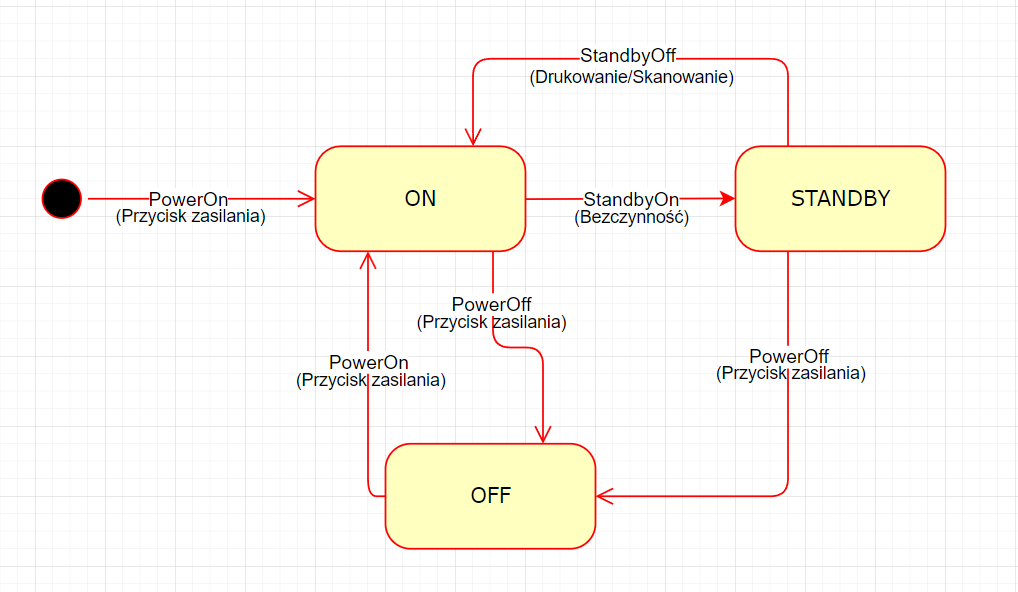 StandbyOff
(Drukowanie/Skanowanie)
PowerOn
(Przycisk zasilania)
ON
StandbyOn
(Bezczynność)
STANDBY
PowerOff
(Przycisk zasilania)
PowerOn
(Przycisk zasilania)
PowerOff
(Przycisk zasilania)
OFF